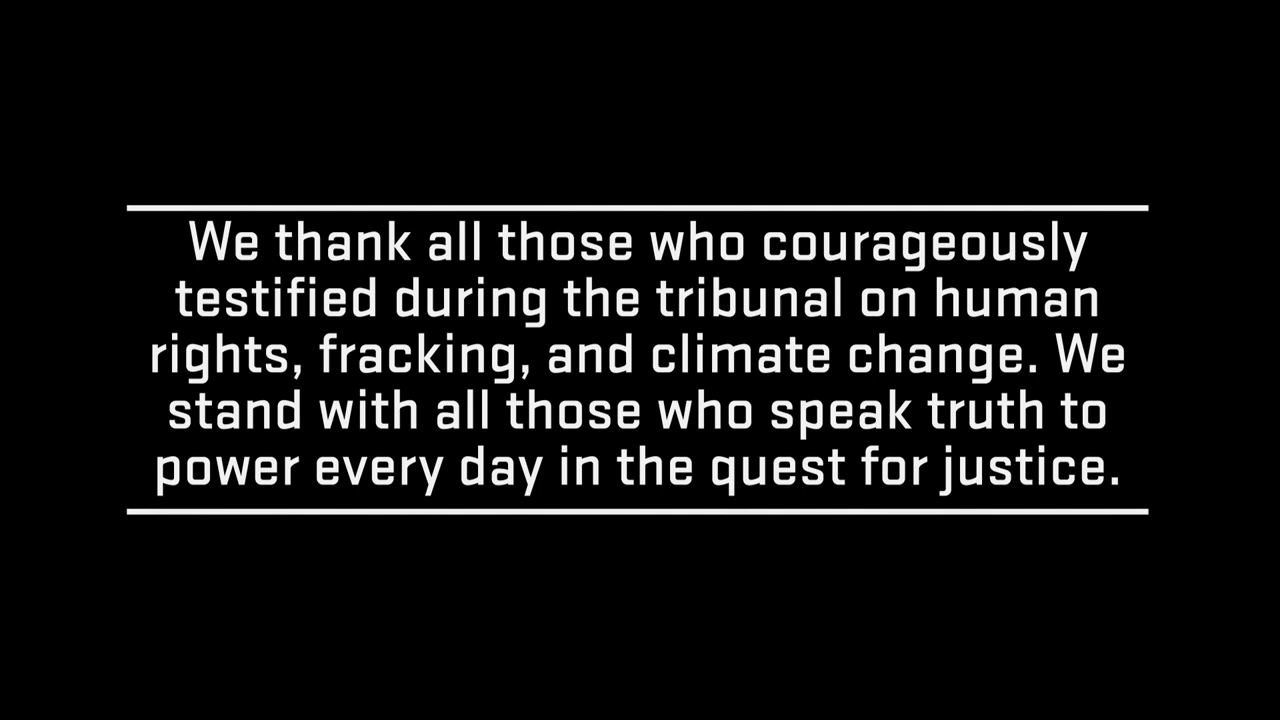 We thank all those who courageously
testified during the tribunal on human
rights, fracking, and climate change. We
stand with all those who speak truth to
power every day in the quest for justice.